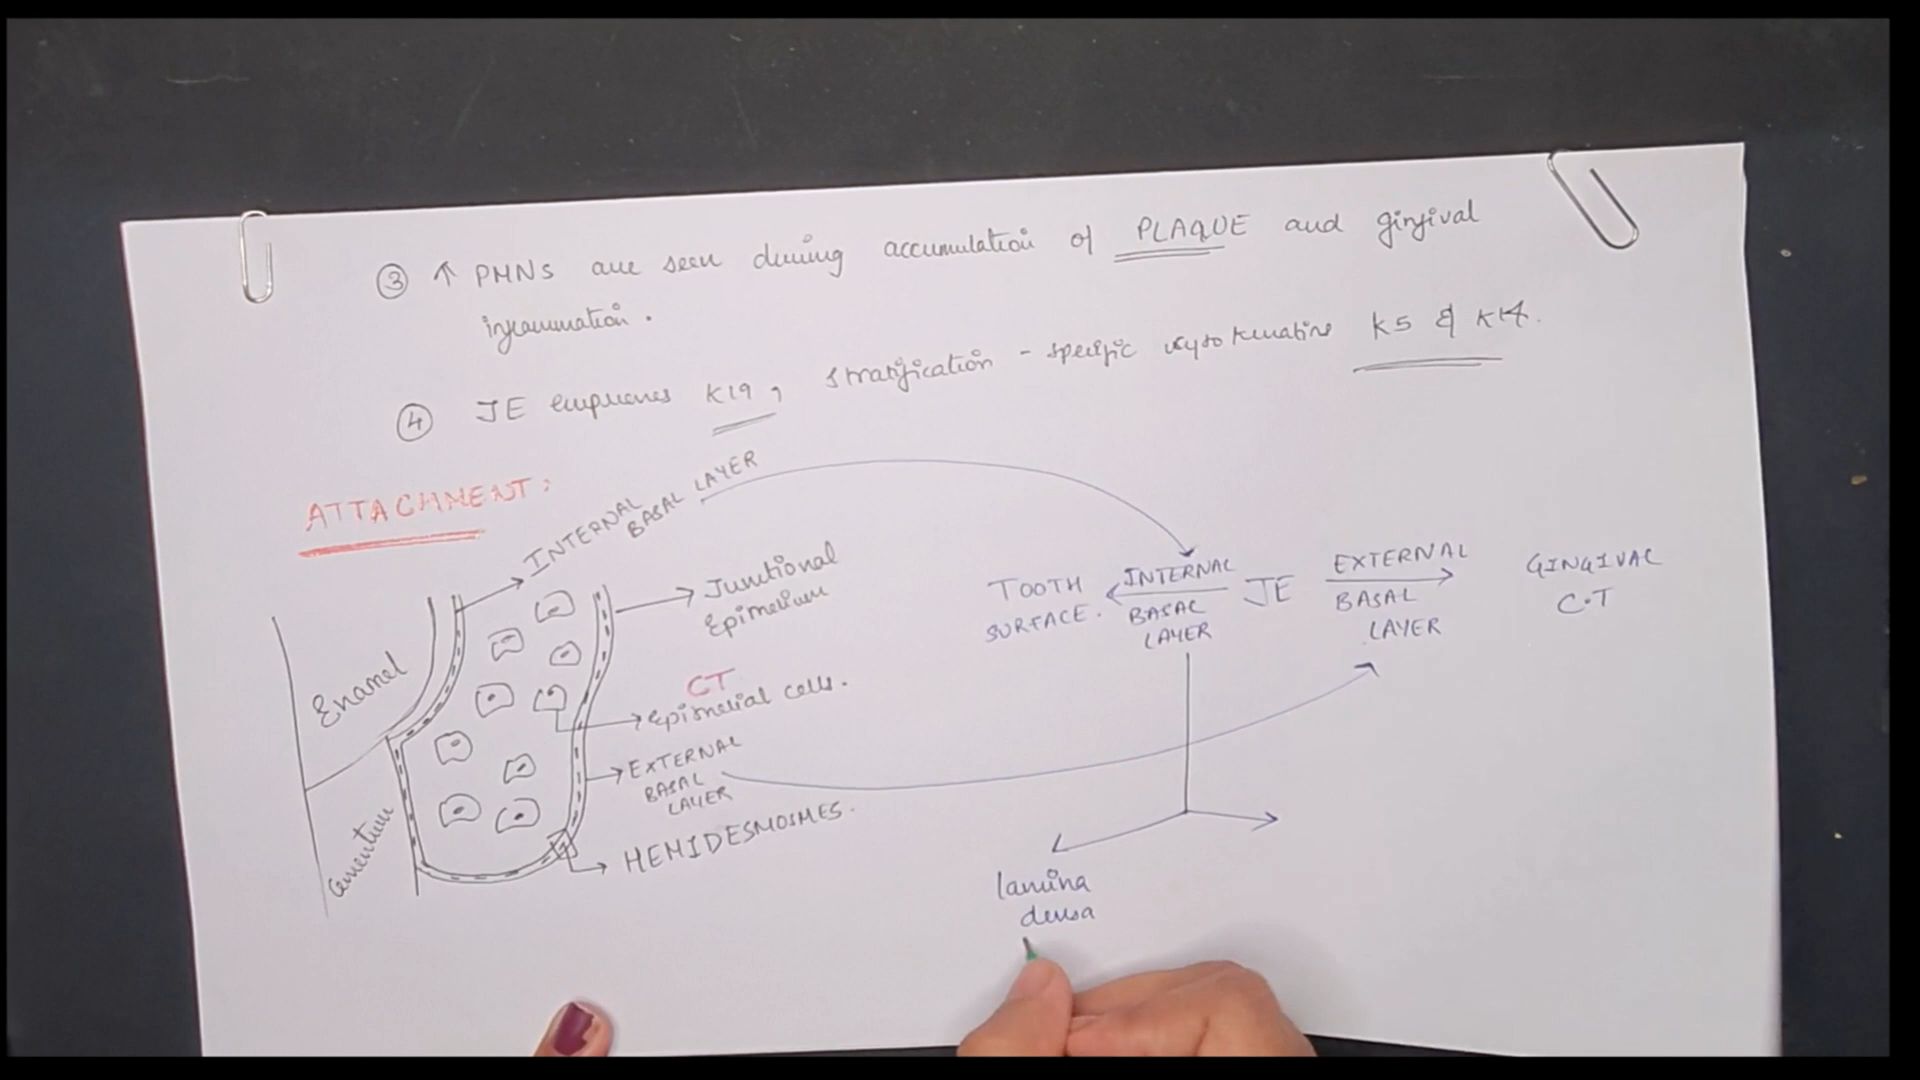 ③ ↑ PMNs are seen during accumulation of PLAQUE and gingival
inflammation.
④ JE expresses K19, stratification - specific cytokeratins K5 & K14.
ATTACHMENT:
INTERNAL
BASAL LAYER
Junctional
Epithelium
CT
epithelial cells.
EXTERNAL
BASAL
LAYER
HEMIDESMOSMES.
Enamel
Cementum
TOOTH
SURFACE.
INTERNAL
BASAL
LAYER
JE
EXTERNAL
BASAL
LAYER
GINGIVAL
C.T
lamina
densa